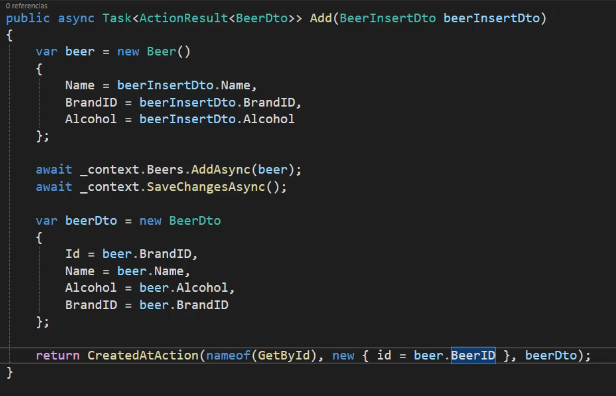 0 referencias
public async Task<ActionResult<BeerDto>> Add(BeerInsertDto beerInsertDto)
{
    var beer = new Beer()
    {
        Name = beerInsertDto.Name,
        BrandID = beerInsertDto.BrandID,
        Alcohol = beerInsertDto.Alcohol
    };

    await _context.Beers.AddAsync(beer);
    await _context.SaveChangesAsync();

    var beerDto = new BeerDto
    {
        Id = beer.BrandID,
        Name = beer.Name,
        Alcohol = beer.Alcohol,
        BrandID = beer.BrandID
    };

    return CreatedAtAction(nameof(GetById), new { id = beer.BeerID }, beerDto);
}